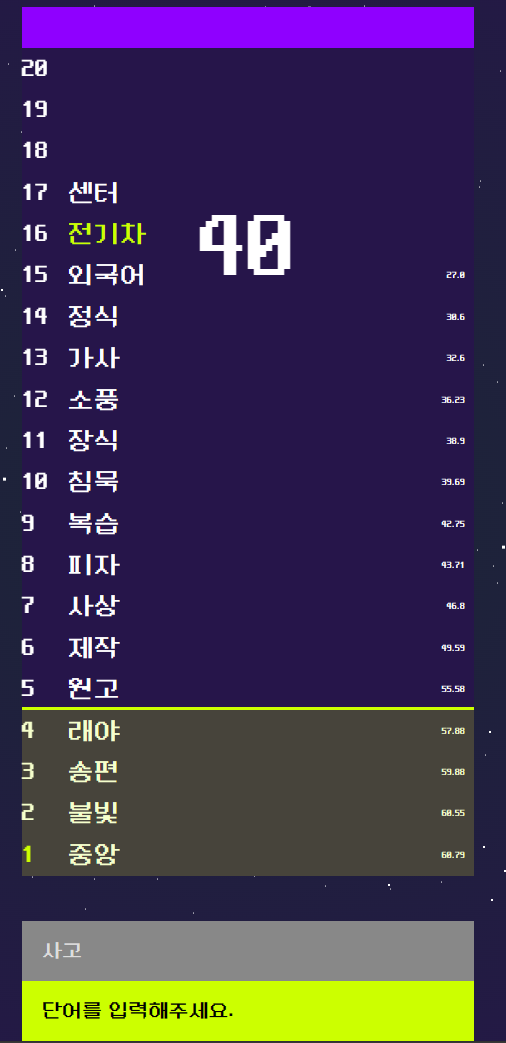 20
19
18
17 센터
16 전기차 40
15 외국어 27.0
14 정식 30.6
13 가사 32.6
12 소풍 36.23
11 장식 38.9
10 침묵 39.69
9 복습 42.75
8 피자 43.71
7 사상 46.8
6 제작 49.59
5 원고 55.58
4 래야 57.88
3 송편 59.88
2 불빛 60.55
1 중앙 60.79
사고
단어를 입력해주세요.